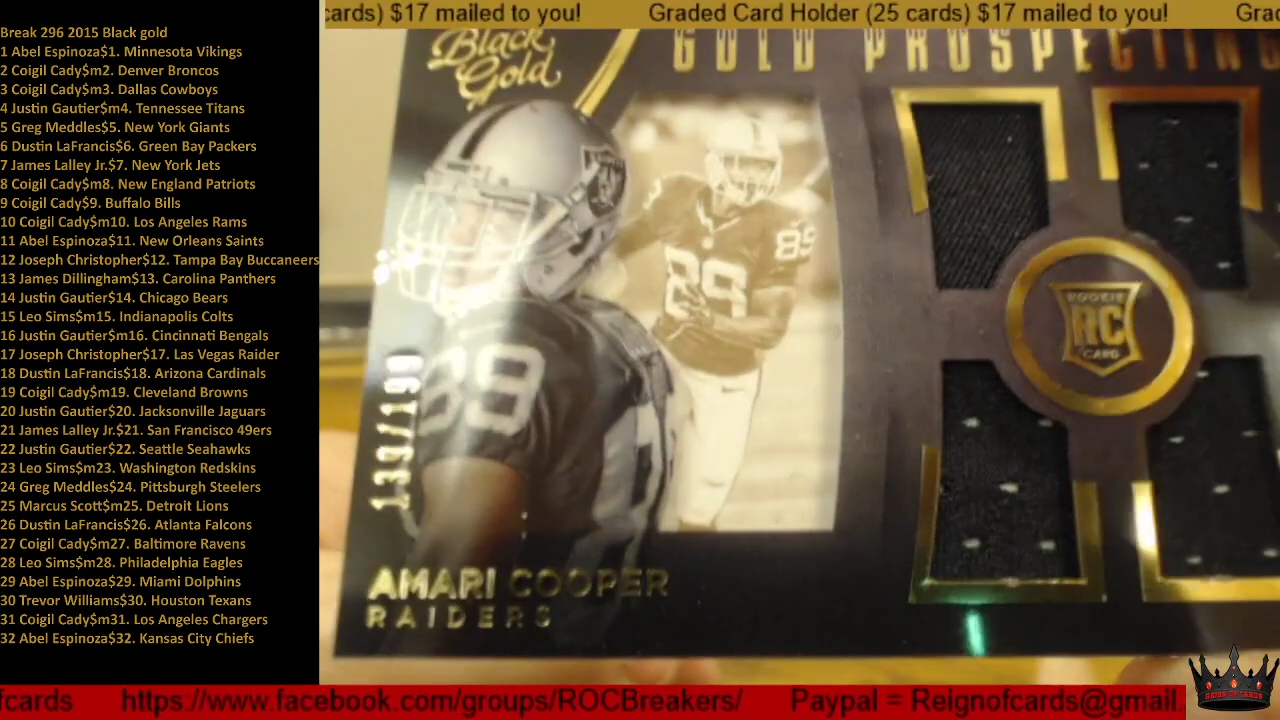 cards) $17 mailed to you! Graded Card Holder (25 cards) $17 mailed to you! Grad
Break 296 2015 Black gold
1 Abel Espinoza$1. Minnesota Vikings
2 Coigil Cady$m2. Denver Broncos
3 Coigil Cady$m3. Dallas Cowboys
4 Justin Gautier$m4. Tennessee Titans
5 Greg Meddles$5. New York Giants
6 Dustin LaFrancis$6. Green Bay Packers
7 James Lalley Jr.$7. New York Jets
8 Coigil Cady$m8. New England Patriots
9 Coigil Cady$9. Buffalo Bills
10 Coigil Cady$m10. Los Angeles Rams
11 Abel Espinoza$11. New Orleans Saints
12 Joseph Christopher$12. Tampa Bay Buccaneers
13 James Dillingham$13. Carolina Panthers
14 Justin Gautier$14. Chicago Bears
15 Leo Sims$m15. Indianapolis Colts
16 Justin Gautier$m16. Cincinnati Bengals
17 Joseph Christopher$17. Las Vegas Raider
18 Dustin LaFrancis$18. Arizona Cardinals
19 Coigil Cady$m19. Cleveland Browns
20 Justin Gautier$20. Jacksonville Jaguars
21 James Lalley Jr.$21. San Francisco 49ers
22 Justin Gautier$22. Seattle Seahawks
23 Leo Sims$m23. Washington Redskins
24 Greg Meddles$24. Pittsburgh Steelers
25 Marcus Scott$m25. Detroit Lions
26 Dustin LaFrancis$26. Atlanta Falcons
27 Coigil Cady$m27. Baltimore Ravens
28 Leo Sims$m28. Philadelphia Eagles
29 Abel Espinoza$29. Miami Dolphins
30 Trevor Williams$30. Houston Texans
31 Coigil Cady$m31. Los Angeles Chargers
32 Abel Espinoza$32. Kansas City Chiefs
Black
Gold
GOLD PROSPECTING
89
89
89
139/199
ROOKIE
RC
CARD
AMARI COOPER
RAIDERS
ofcards https://www.facebook.com/groups/ROCBreakers/ Paypal = Reignofcards@gmail.
REIGN OF CARDS